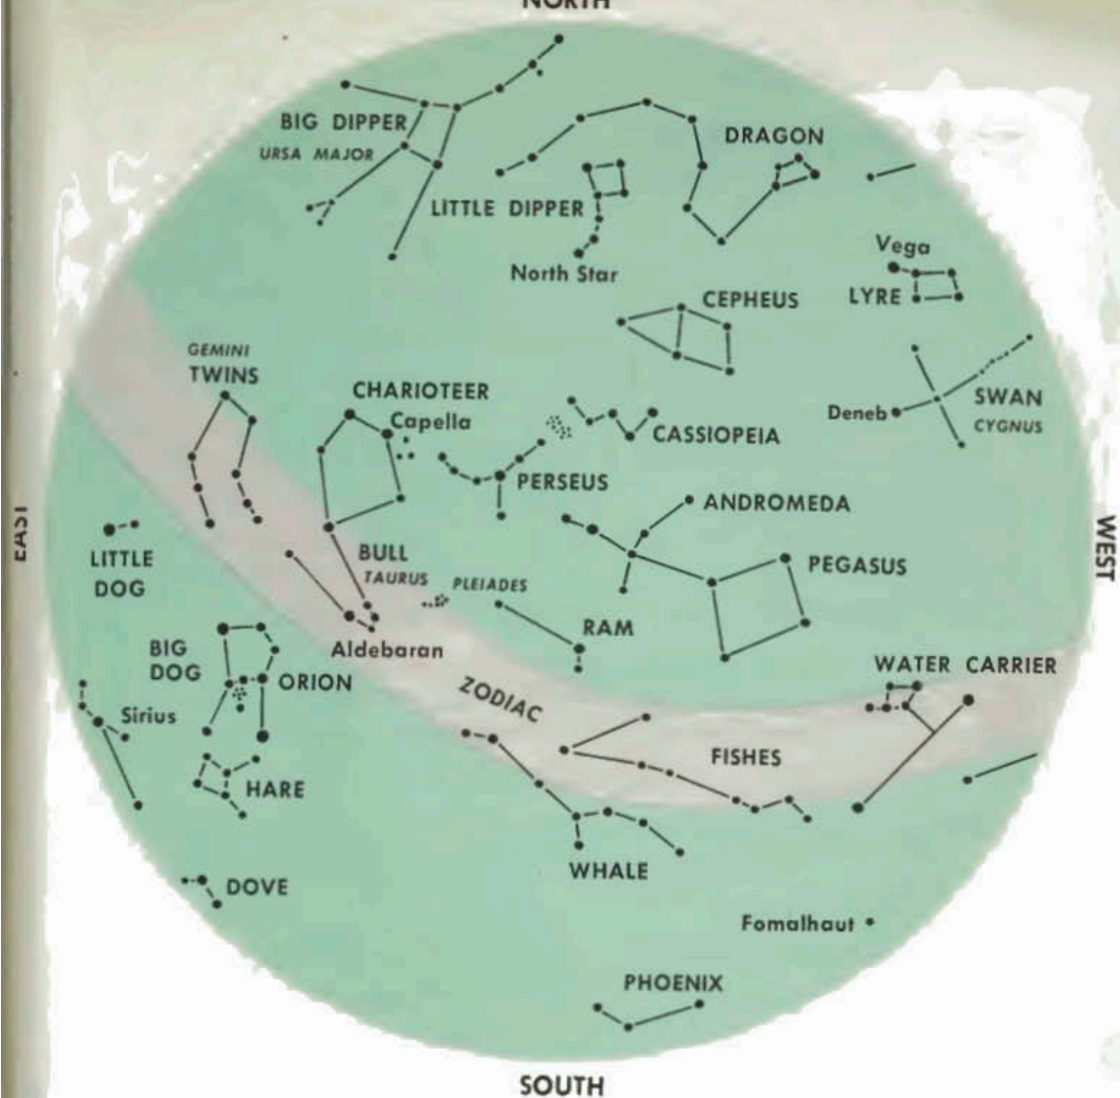 NORTH
BIG DIPPER
URSA MAJOR
DRAGON
LITTLE DIPPER
North Star
Vega
LYRE
CEPHEUS
GEMINI
TWINS
CHARIOTEER
Capella
Deneb
SWAN
CYGNUS
CASSIOPEIA
PERSEUS
ANDROMEDA
EAST
WEST
LITTLE
DOG
BULL
TAURUS
PLEIADES
PEGASUS
RAM
Aldebaran
BIG
DOG
ORION
WATER CARRIER
ZODIAC
Sirius
FISHES
HARE
WHALE
DOVE
Fomalhaut
PHOENIX
SOUTH